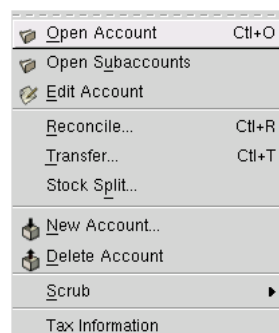 Open Account Ctl+O
Open Subaccounts
Edit Account
Reconcile... Ctl+R
Transfer... Ctl+T
Stock Split...
New Account...
Delete Account
Scrub
Tax Information